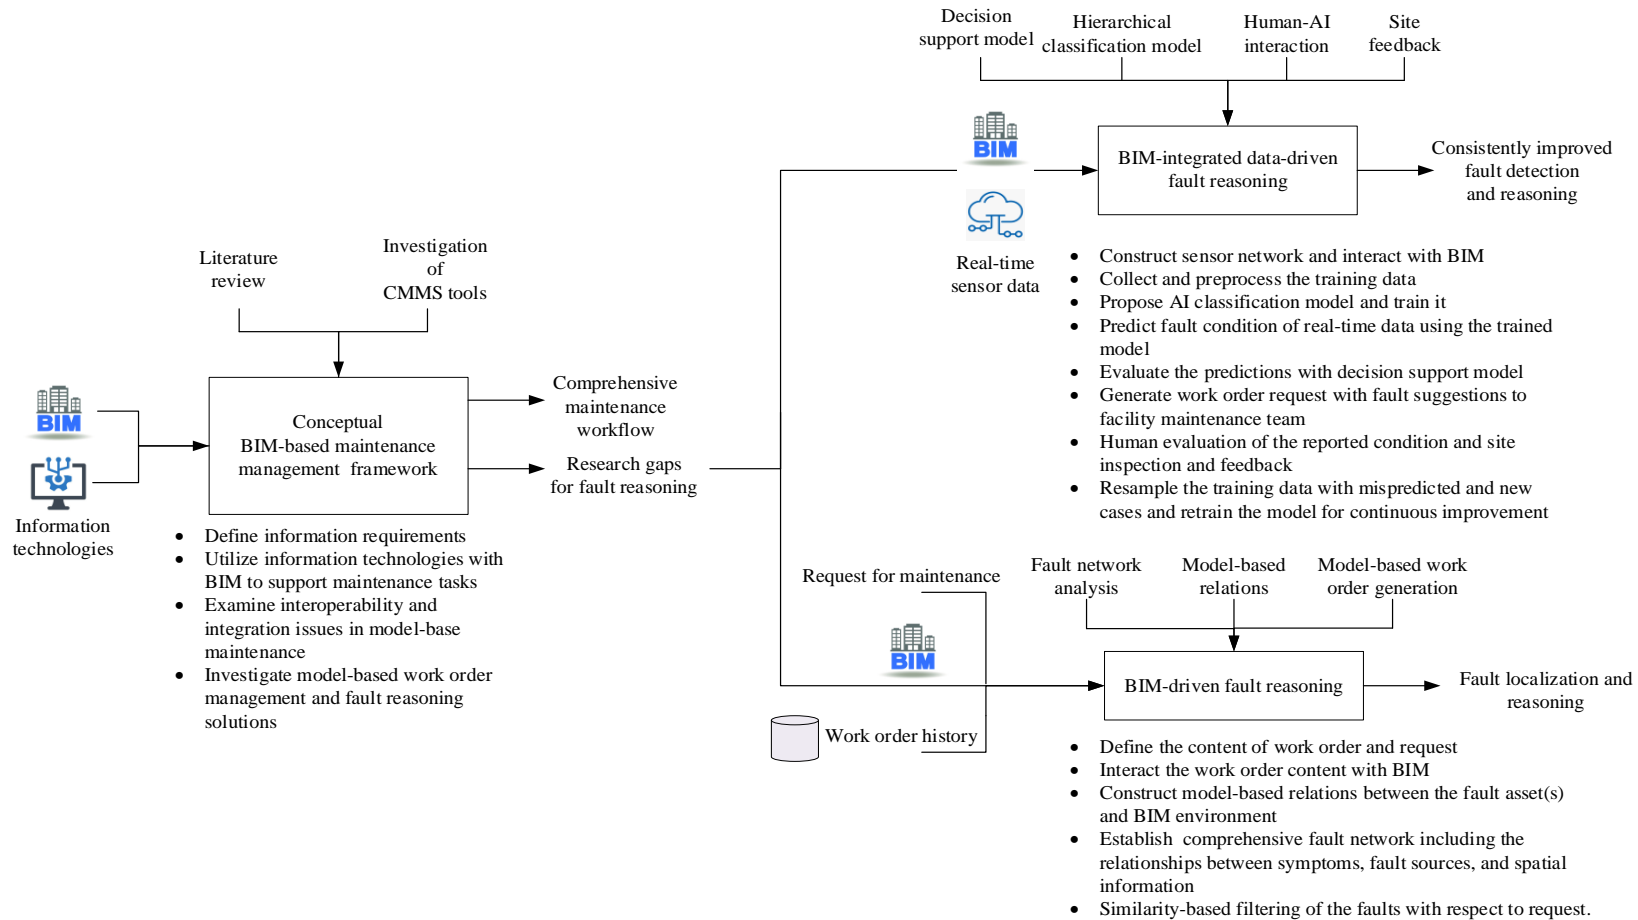 Decision
support model
Hierarchical
classification model
Human-AI
interaction
Site
feedback
BIM
BIM-integrated data-driven
fault reasoning
Consistently improved
fault detection
and reasoning
Real-time
sensor data
• Construct sensor network and interact with BIM
• Collect and preprocess the training data
• Propose AI classification model and train it
• Predict fault condition of real-time data using the trained
model
• Evaluate the predictions with decision support model
• Generate work order request with fault suggestions to
facility maintenance team
• Human evaluation of the reported condition and site
inspection and feedback
• Resample the training data with mispredicted and new
cases and retrain the model for continuous improvement
Literature
review
Investigation
of
CMMS tools
BIM
Information
technologies
Conceptual
BIM-based maintenance
management framework
Comprehensive
maintenance
workflow
Research gaps
for fault reasoning
• Define information requirements
• Utilize information technologies with
BIM to support maintenance tasks
• Examine interoperability and
integration issues in model-base
maintenance
• Investigate model-based work order
management and fault reasoning
solutions
Request for maintenance
BIM
Work order history
Fault network
analysis
Model-based
relations
Model-based work
order generation
BIM-driven fault reasoning
Fault localization and
reasoning
• Define the content of work order and request
• Interact the work order content with BIM
• Construct model-based relations between the fault asset(s)
and BIM environment
• Establish comprehensive fault network including the
relationships between symptoms, fault sources, and spatial
information
• Similarity-based filtering of the faults with respect to request.